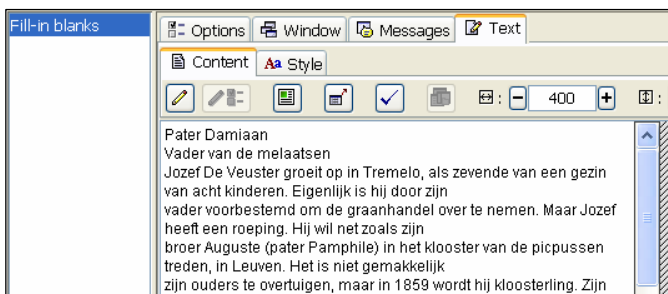 Fill-in blanks
Options Window Messages Text
Content Aa Style
: 400 :
Pater Damiaan
Vader van de melaatsen
Jozef De Veuster groeit op in Tremelo, als zevende van een gezin
van acht kinderen. Eigenlijk is hij door zijn
vader voorbestemd om de graanhandel over te nemen. Maar Jozef
heeft een roeping. Hij wil net zoals zijn
broer Auguste (pater Pamphile) in het klooster van de picpussen
treden, in Leuven. Het is niet gemakkelijk
zijn ouders te overtuigen, maar in 1859 wordt hij kloosterling. Zijn